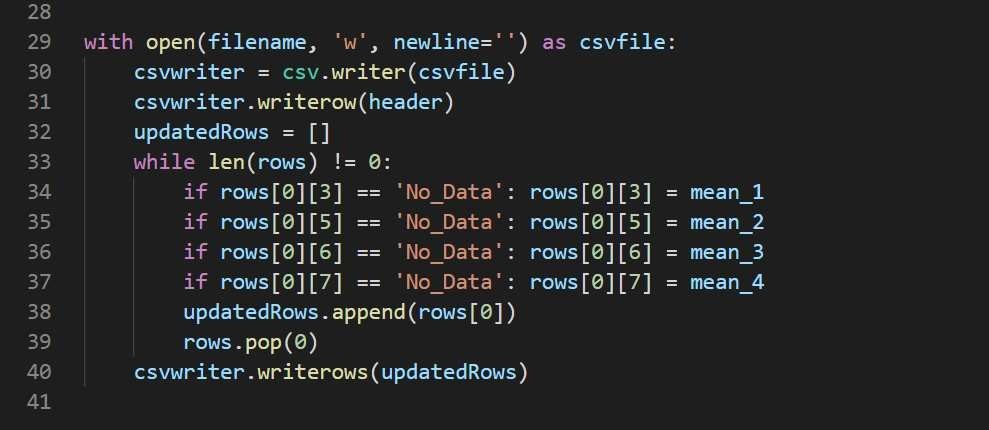 28
29 with open(filename, 'w', newline='') as csvfile:
30     csvwriter = csv.writer(csvfile)
31     csvwriter.writerow(header)
32     updatedRows = []
33     while len(rows) != 0:
34         if rows[0][3] == 'No_Data': rows[0][3] = mean_1
35         if rows[0][5] == 'No_Data': rows[0][5] = mean_2
36         if rows[0][6] == 'No_Data': rows[0][6] = mean_3
37         if rows[0][7] == 'No_Data': rows[0][7] = mean_4
38         updatedRows.append(rows[0])
39         rows.pop(0)
40     csvwriter.writerows(updatedRows)
41